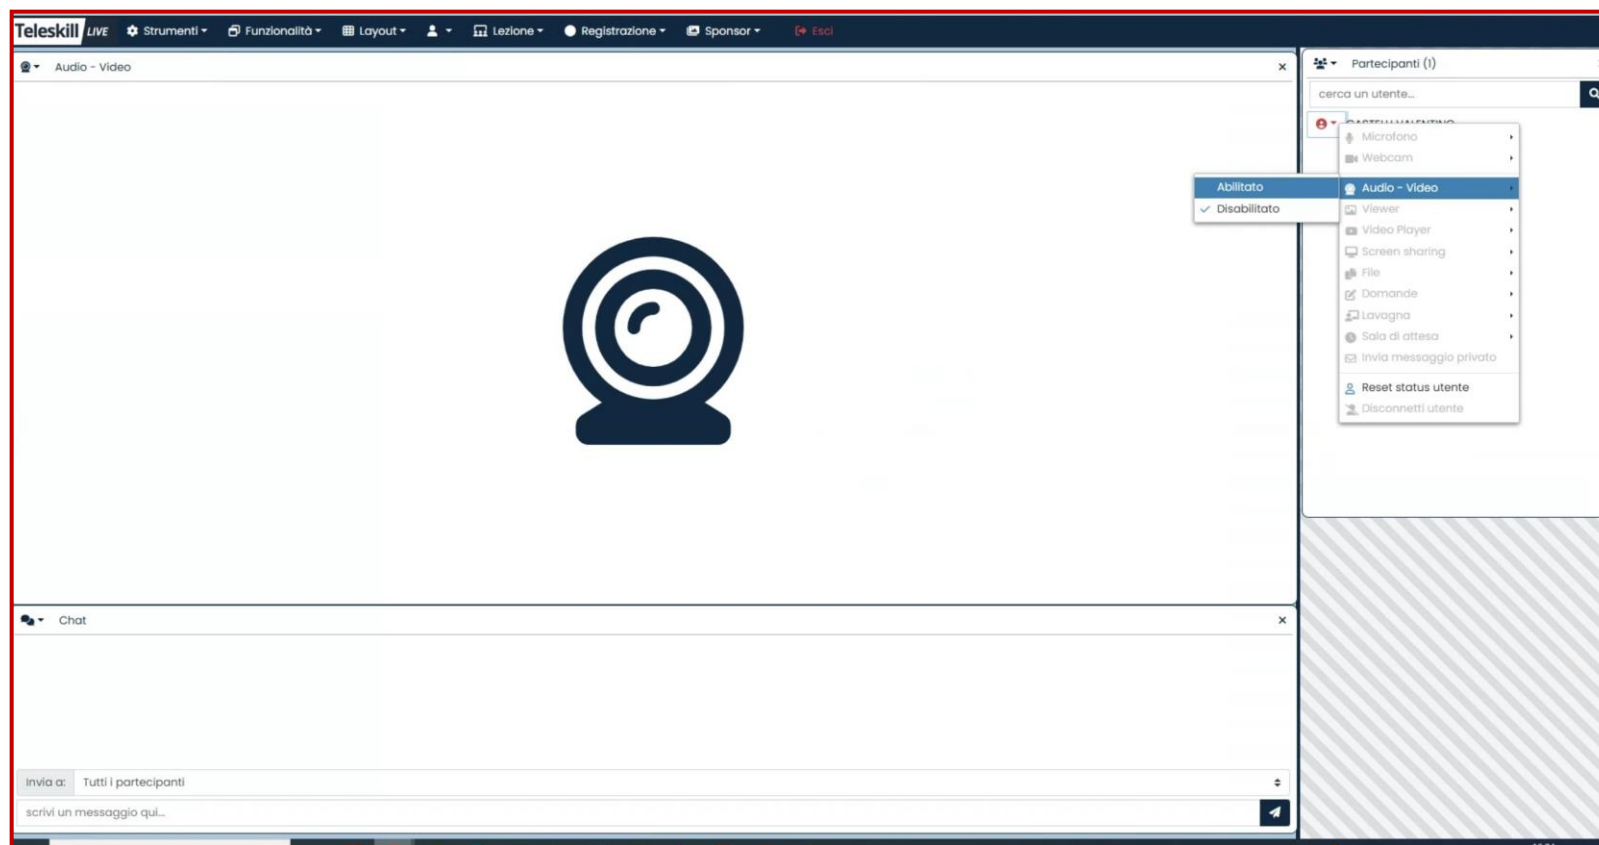 Teleskill LIVE Strumenti Funzionalità Layout Lezione Registrazione Sponsor Esci
Audio - Video
Partecipanti (1)
cerca un utente...
CASTELLI VALENTINO
Microfono
Webcam
Audio - Video
Abilitato
Disabilitato
Viewer
Video Player
Screen sharing
File
Domande
Lavagna
Sala di attesa
Invia messaggio privato
Reset status utente
Disconnetti utente
Chat
Invia a: Tutti i partecipanti
scrivi un messaggio qui...